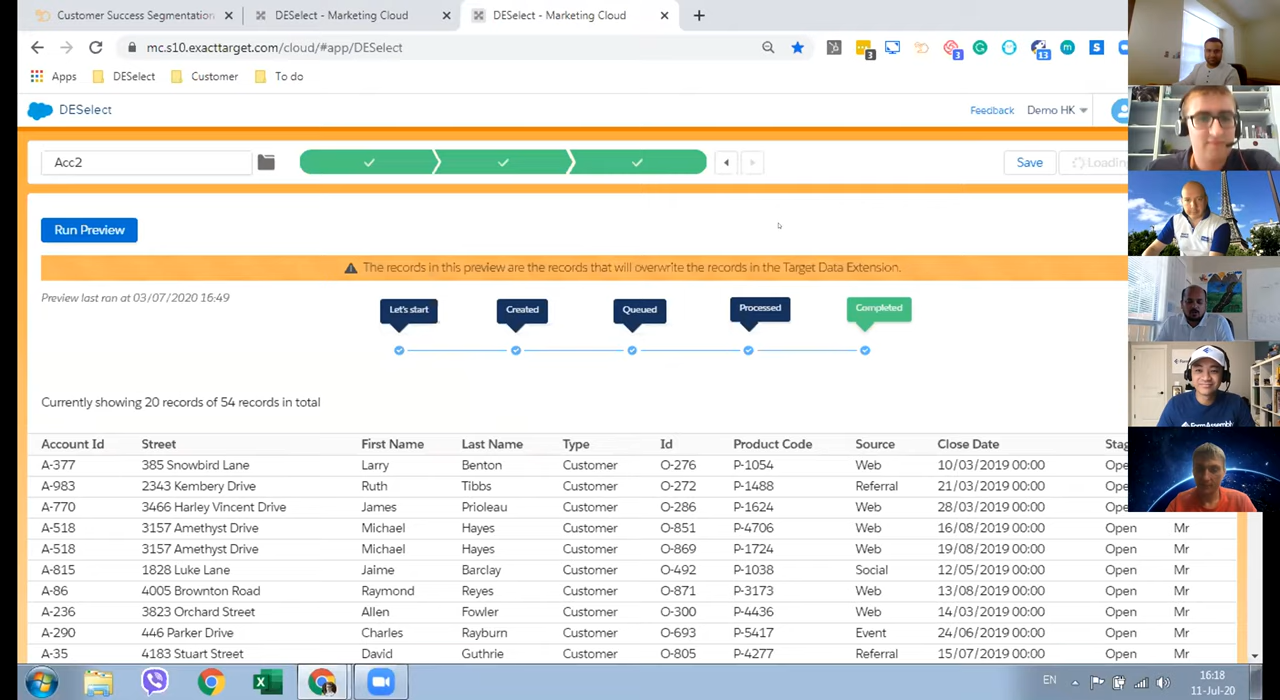 Customer Success Segmentation
DESelect - Marketing Cloud
DESelect - Marketing Cloud
mc.s10.exacttarget.com/cloud/#app/DESelect
3
3
13
m
S
Apps
DESelect
Customer
To do
DESelect
Feedback
Demo HK
Acc2
Save
Loading
Run Preview
The records in this preview are the records that will overwrite the records in the Target Data Extension.
Preview last ran at 03/07/2020 16:49
Let's start
Created
Queued
Processed
Completed
Currently showing 20 records of 54 records in total
Account Id Street First Name Last Name Type Id Product Code Source Close Date Stag
A-377 385 Snowbird Lane Larry Benton Customer O-276 P-1054 Web 10/03/2019 00:00 Ope
A-983 2343 Kembery Drive Ruth Tibbs Customer O-272 P-1488 Referral 21/03/2019 00:00 Ope
A-770 3466 Harley Vincent Drive James Prioleau Customer O-286 P-1624 Web 28/03/2019 00:00 Ope
A-518 3157 Amethyst Drive Michael Hayes Customer O-851 P-4706 Web 16/08/2019 00:00 Open Mr
A-518 3157 Amethyst Drive Michael Hayes Customer O-869 P-1724 Web 19/08/2019 00:00 Open Mr
A-815 1828 Luke Lane Jaime Barclay Customer O-492 P-1038 Social 12/05/2019 00:00 Open Mr
A-86 4005 Brownton Road Raymond Reyes Customer O-871 P-3173 Web 13/08/2019 00:00 Open Mr
A-236 3823 Orchard Street Allen Fowler Customer O-300 P-4436 Web 14/03/2019 00:00 Open Mr
A-290 446 Parker Drive Charles Rayburn Customer O-693 P-5417 Event 24/06/2019 00:00 Open Mr
A-35 4183 Stuart Street David Guthrie Customer O-805 P-4277 Referral 15/07/2019 00:00 Open Mr
FormAssembly
EN
16:18
11-Jul-20